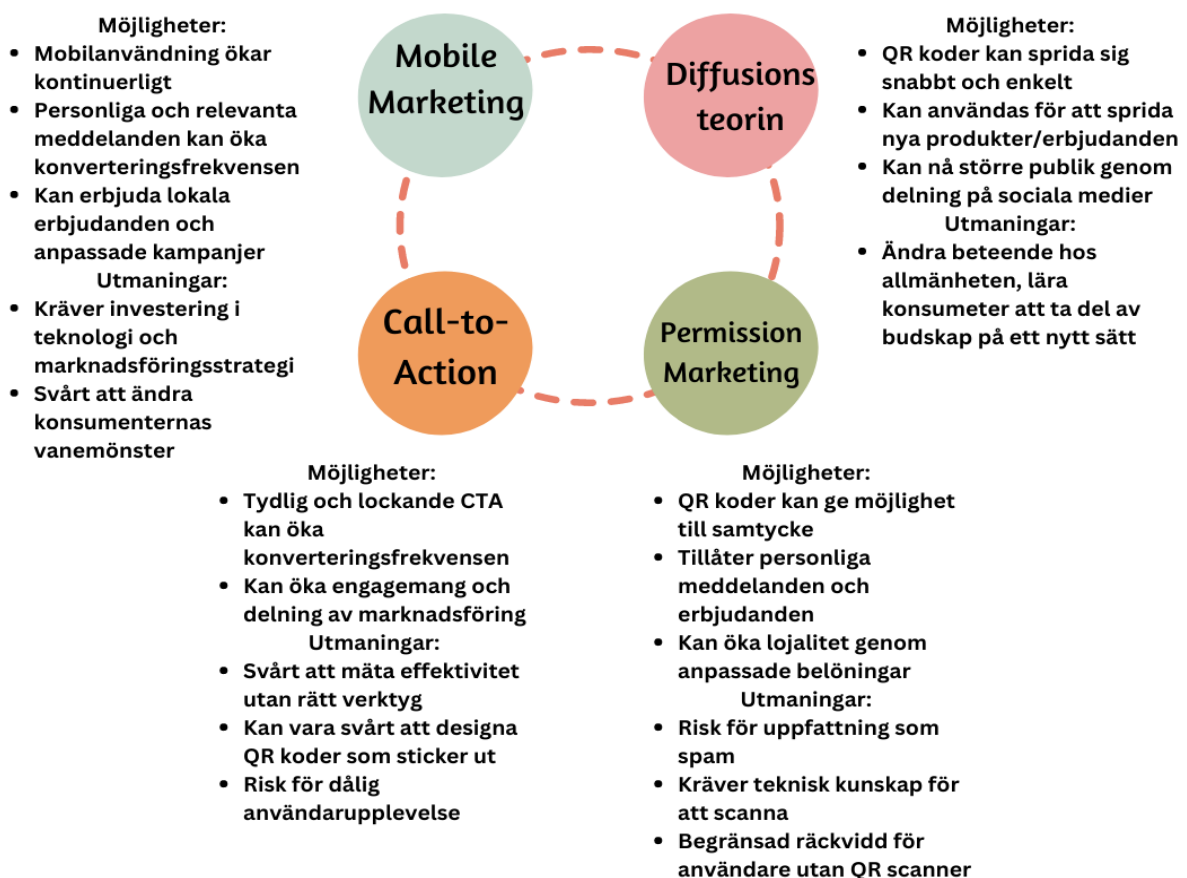 Mobile
Marketing
Möjligheter:
Mobilanvändning ökar
kontinuerligt
Personliga och relevanta
meddelanden kan öka
konverteringsfrekvensen
Kan erbjuda lokala
erbjudanden och
anpassade kampanjer
Utmaningar:
Kräver investering i
teknologi och
marknadsföringsstrategi
Svårt att ändra
konsumenternas
vanemönster
Diffusions
teorin
Möjligheter:
QR koder kan sprida sig
snabbt och enkelt
Kan användas för att sprida
nya produkter/erbjudanden
Kan nå större publik genom
delning på sociala medier
Utmaningar:
Ändra beteende hos
allmänheten, lära
konsumeter att ta del av
budskap på ett nytt sätt
Call-to-
Action
Möjligheter:
Tydlig och lockande CTA
kan öka
konverteringsfrekvensen
Kan öka engagemang och
delning av marknadsföring
Utmaningar:
Svårt att mäta effektivitet
utan rätt verktyg
Kan vara svårt att designa
QR koder som sticker ut
Risk för dålig
användarupplevelse
Permission
Marketing
Möjligheter:
QR koder kan ge möjlighet
till samtycke
Tillåter personliga
meddelanden och
erbjudanden
Kan öka lojalitet genom
anpassade belöningar
Utmaningar:
Risk för uppfattning som
spam
Kräver teknisk kunskap för
att scanna
Begränsad räckvidd för
användare utan QR scanner